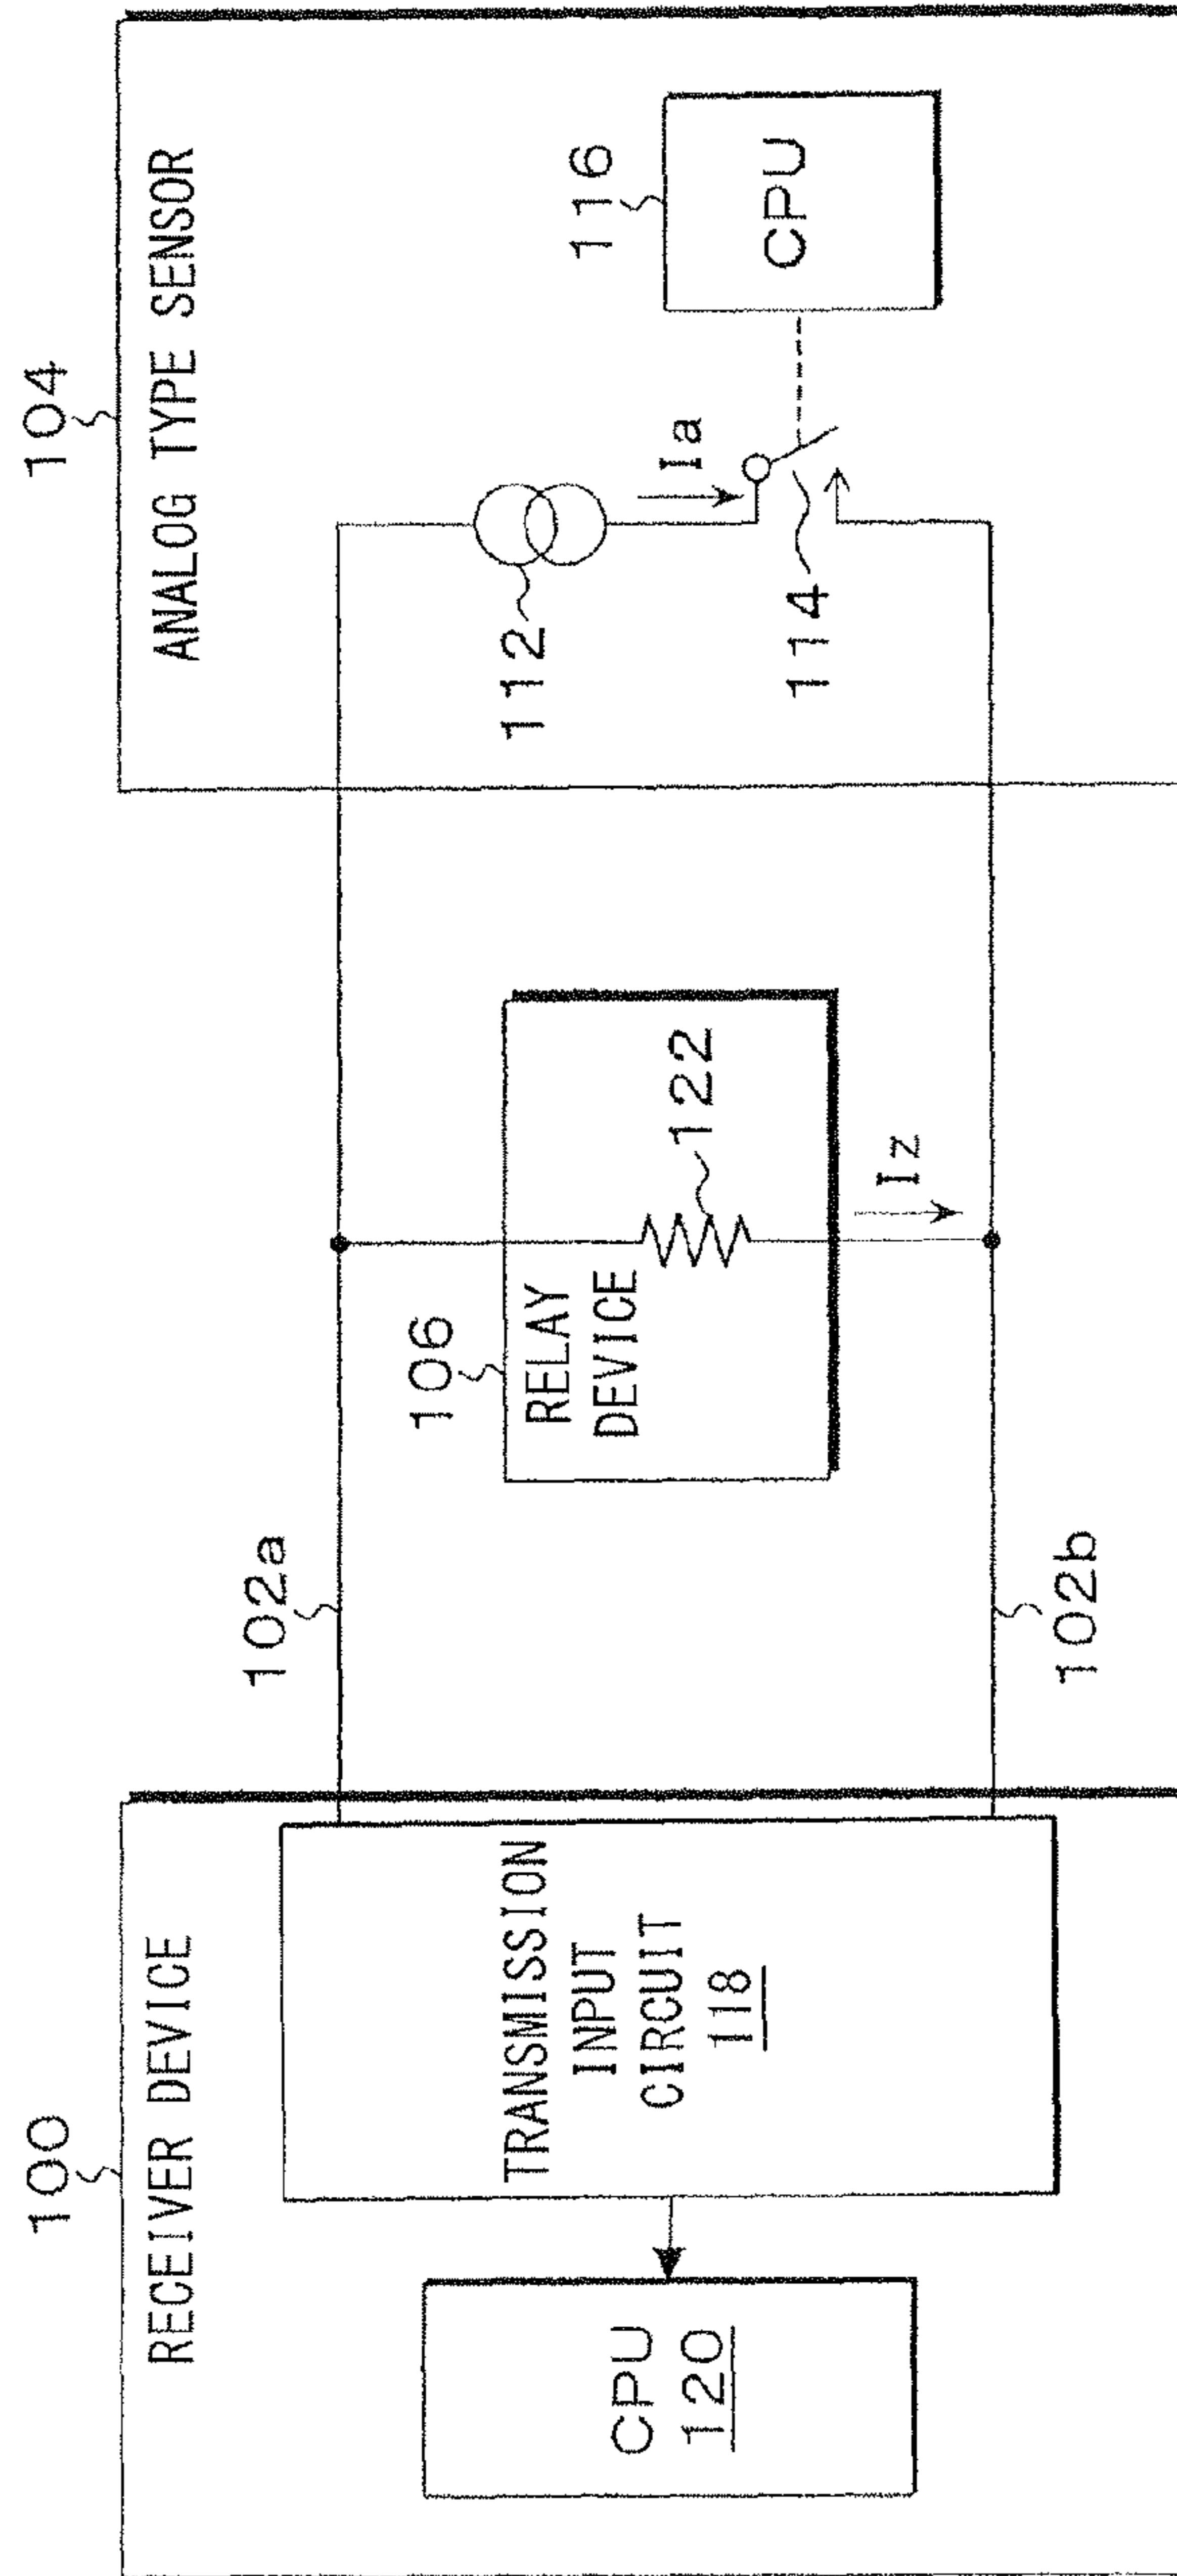 100
RECEIVER DEVICE
CPU
120
TRANSMISSION
INPUT
CIRCUIT
118
102a
102b
106
RELAY
DEVICE
122
Iz
104
ANALOG TYPE SENSOR
112
Ia
114
116
CPU